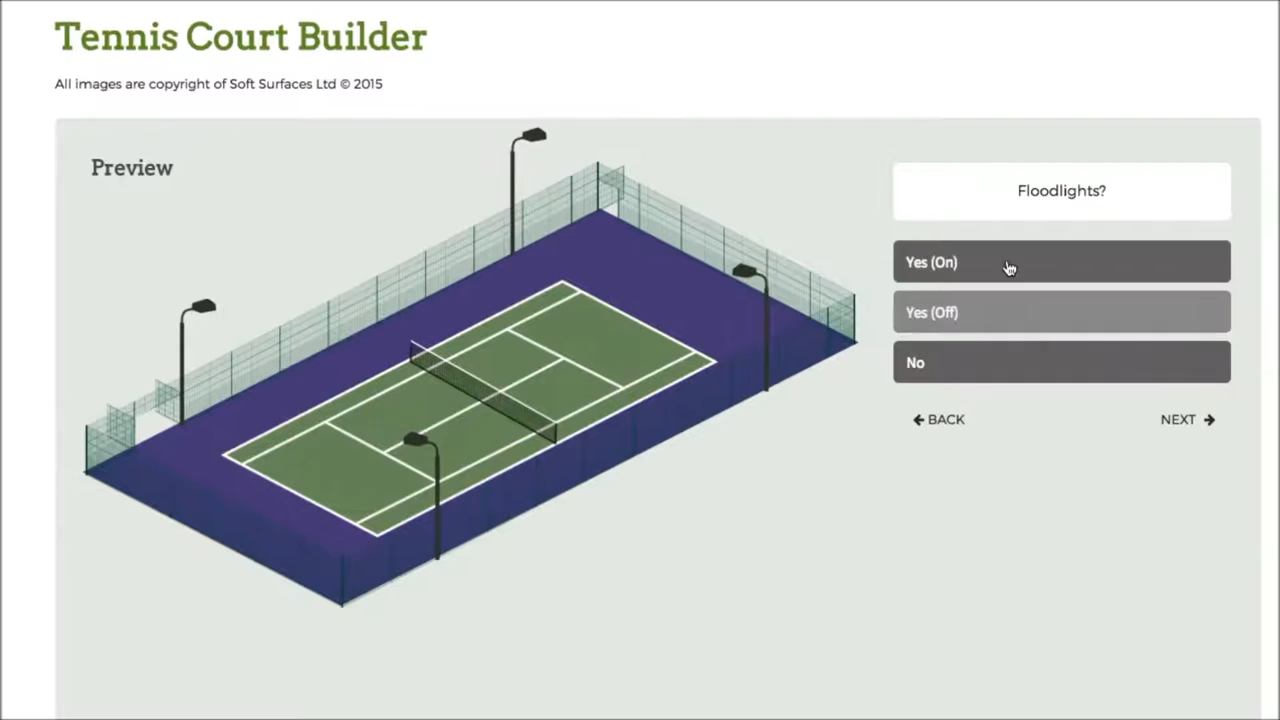 Tennis Court Builder
All images are copyright of Soft Surfaces Ltd © 2015
Preview
Floodlights?
Yes (On)
Yes (Off)
No
← BACK
NEXT →